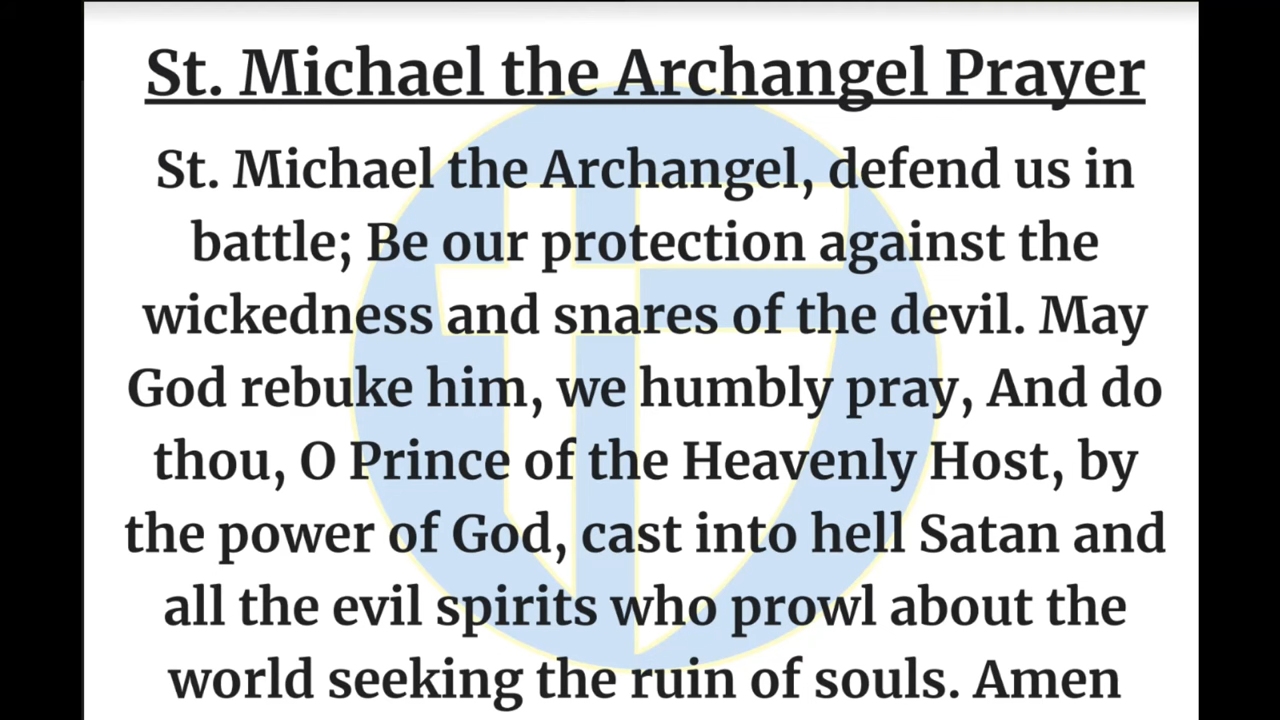 St. Michael the Archangel Prayer
St. Michael the Archangel, defend us in
battle; Be our protection against the
wickedness and snares of the devil. May
God rebuke him, we humbly pray, And do
thou, O Prince of the Heavenly Host, by
the power of God, cast into hell Satan and
all the evil spirits who prowl about the
world seeking the ruin of souls. Amen